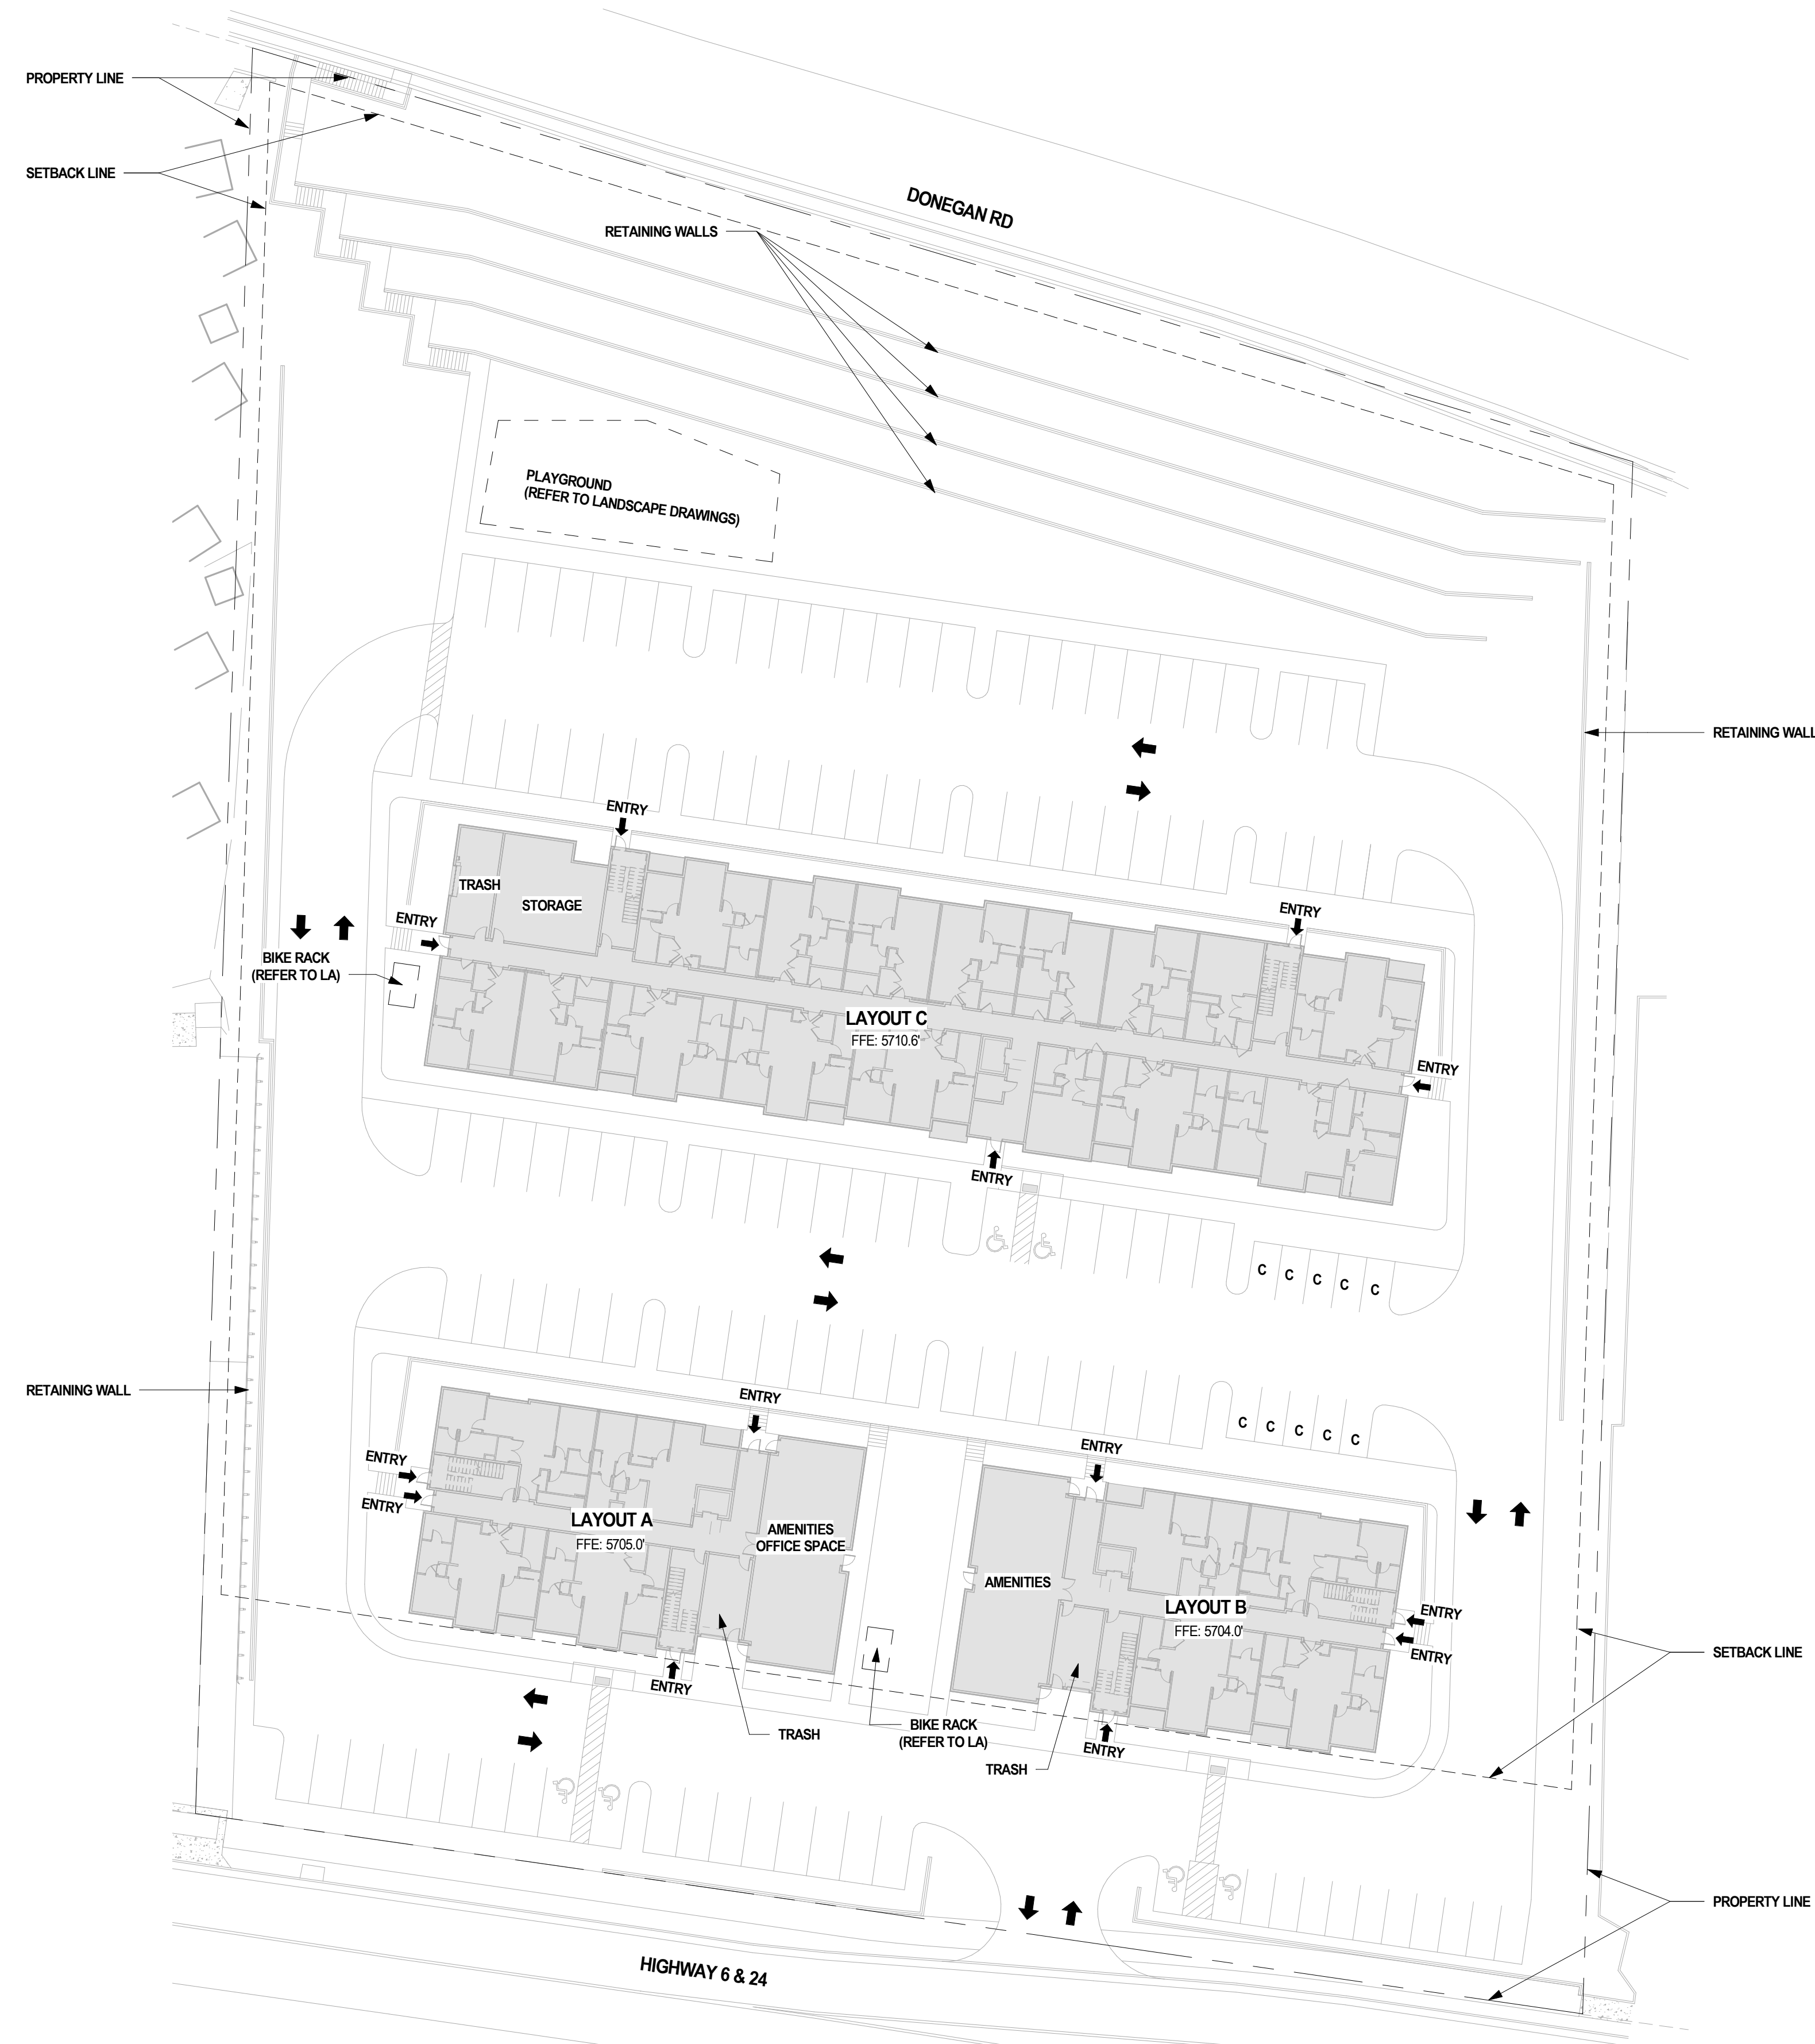 PROPERTY LINE
SETBACK LINE
DONEGAN RD
RETAINING WALLS
PLAYGROUND
(REFER TO LANDSCAPE DRAWINGS)
RETAINING WALL
ENTRY
TRASH
STORAGE
ENTRY
ENTRY
BIKE RACK
(REFER TO LA)
LAYOUT C
FFE: 5710.6'
ENTRY
ENTRY
C C C C C
RETAINING WALL
ENTRY
C C C C C
ENTRY
ENTRY
ENTRY
LAYOUT A
FFE: 5705.0'
AMENITIES
OFFICE SPACE
AMENITIES
LAYOUT B
FFE: 5704.0'
ENTRY
ENTRY
SETBACK LINE
ENTRY
TRASH
BIKE RACK
(REFER TO LA)
ENTRY
TRASH
PROPERTY LINE
HIGHWAY 6 & 24